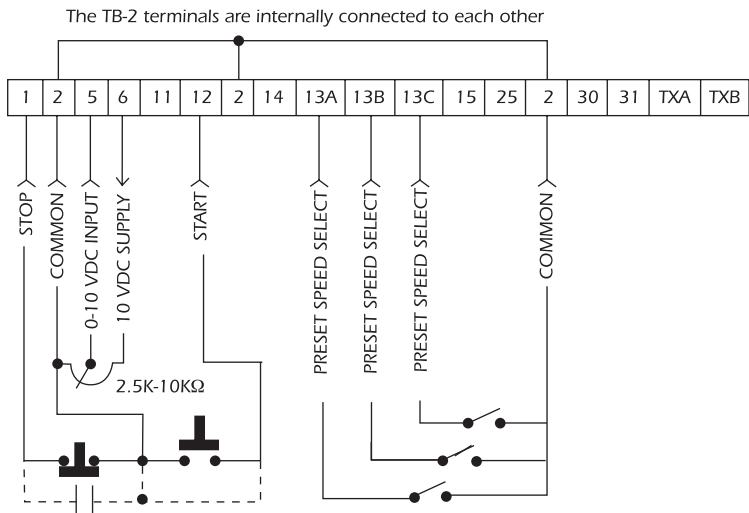 The TB-2 terminals are internally connected to each other
1 2 5 6 11 12 2 14 13A 13B 13C 15 25 2 30 31 TXA TXB
STOP
COMMON
0-10 VDC INPUT
10 VDC SUPPLY
START
PRESET SPEED SELECT
PRESET SPEED SELECT
PRESET SPEED SELECT
COMMON
2.5K-10KΩ